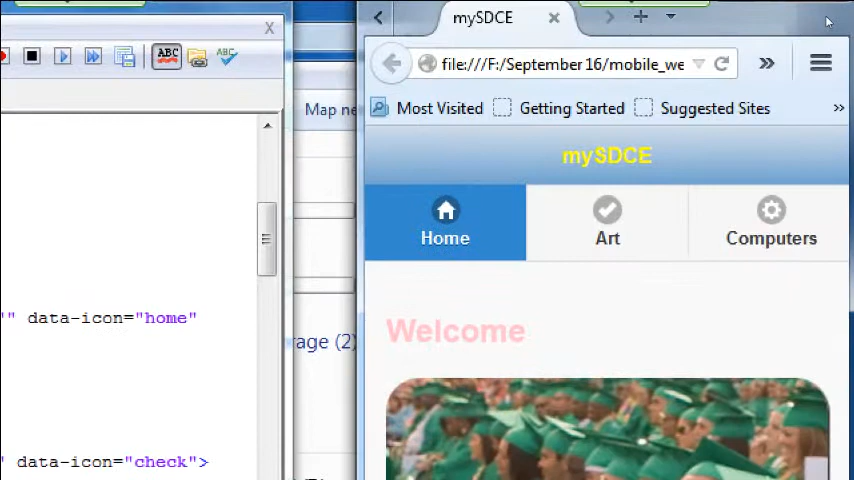 mySDCE
file:///F:/September 16/mobile_we
ABC
ABC
Map ne
Most Visited
Getting Started
Suggested Sites
mySDCE
Home
Art
Computers
"" data-icon="home"
Welcome
rage (2)
" data-icon="check">